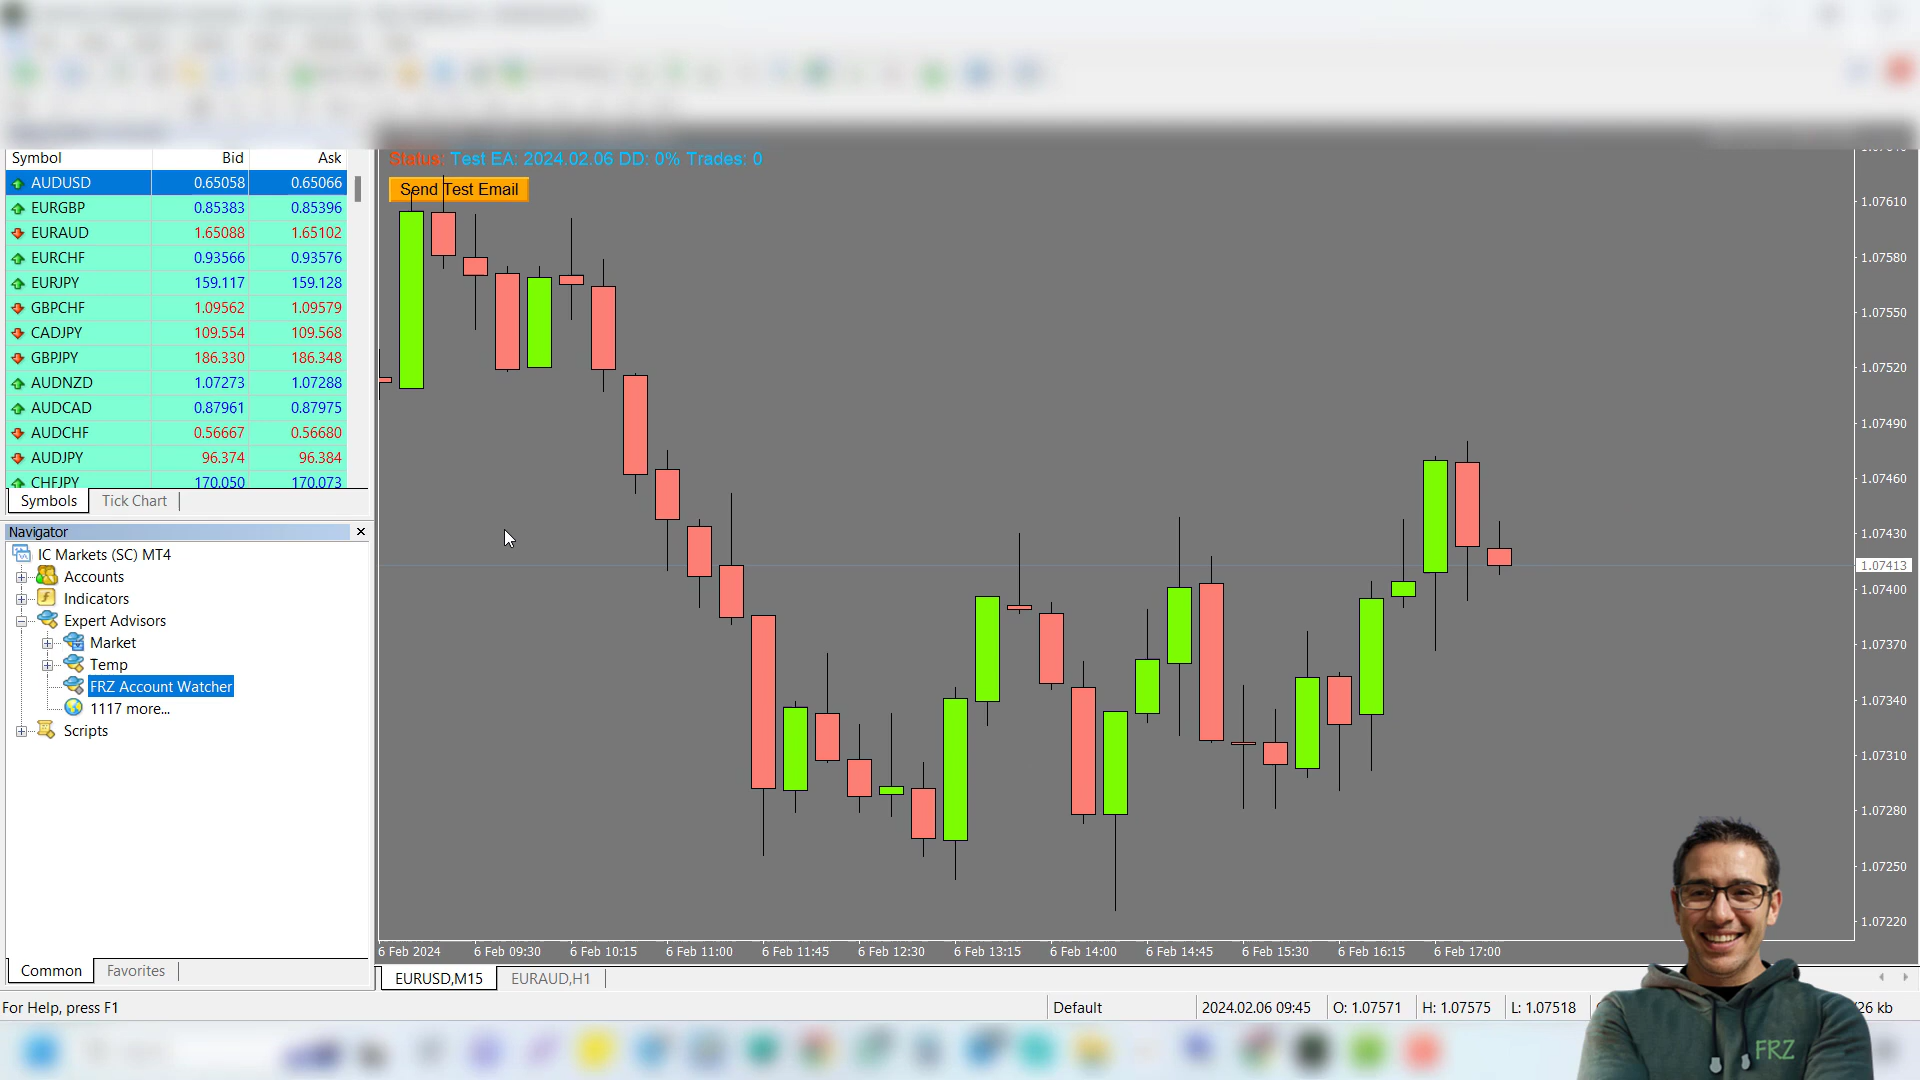 Symbol Bid Ask
AUDUSD 0.65058 0.65066
EURGBP 0.85383 0.85396
EURAUD 1.65088 1.65102
EURCHF 0.93566 0.93576
EURJPY 159.117 159.128
GBPCHF 1.09562 1.09579
CADJPY 109.554 109.568
GBPJPY 186.330 186.348
AUDNZD 1.07273 1.07288
AUDCAD 0.87961 0.87975
AUDCHF 0.56667 0.56680
AUDJPY 96.374 96.384
CHFJPY 170.050 170.073
Symbols Tick Chart
Navigator
IC Markets (SC) MT4
Accounts
Indicators
Expert Advisors
Market
Temp
FRZ Account Watcher
1117 more...
Scripts
Common Favorites
Status: Test EA: 2024.02.06 DD: 0% Trades: 0
Send Test Email
1.07610
1.07580
1.07550
1.07520
1.07490
1.07460
1.07430
1.07413
1.07400
1.07370
1.07340
1.07310
1.07280
1.07250
1.07220
6 Feb 2024 6 Feb 09:30 6 Feb 10:15 6 Feb 11:00 6 Feb 11:45 6 Feb 12:30 6 Feb 13:15 6 Feb 14:00 6 Feb 14:45 6 Feb 15:30 6 Feb 16:15 6 Feb 17:00
EURUSD,M15 EURAUD,H1
For Help, press F1 Default 2024.02.06 09:45 O: 1.07571 H: 1.07575 L: 1.07518 26 kb
FRZ